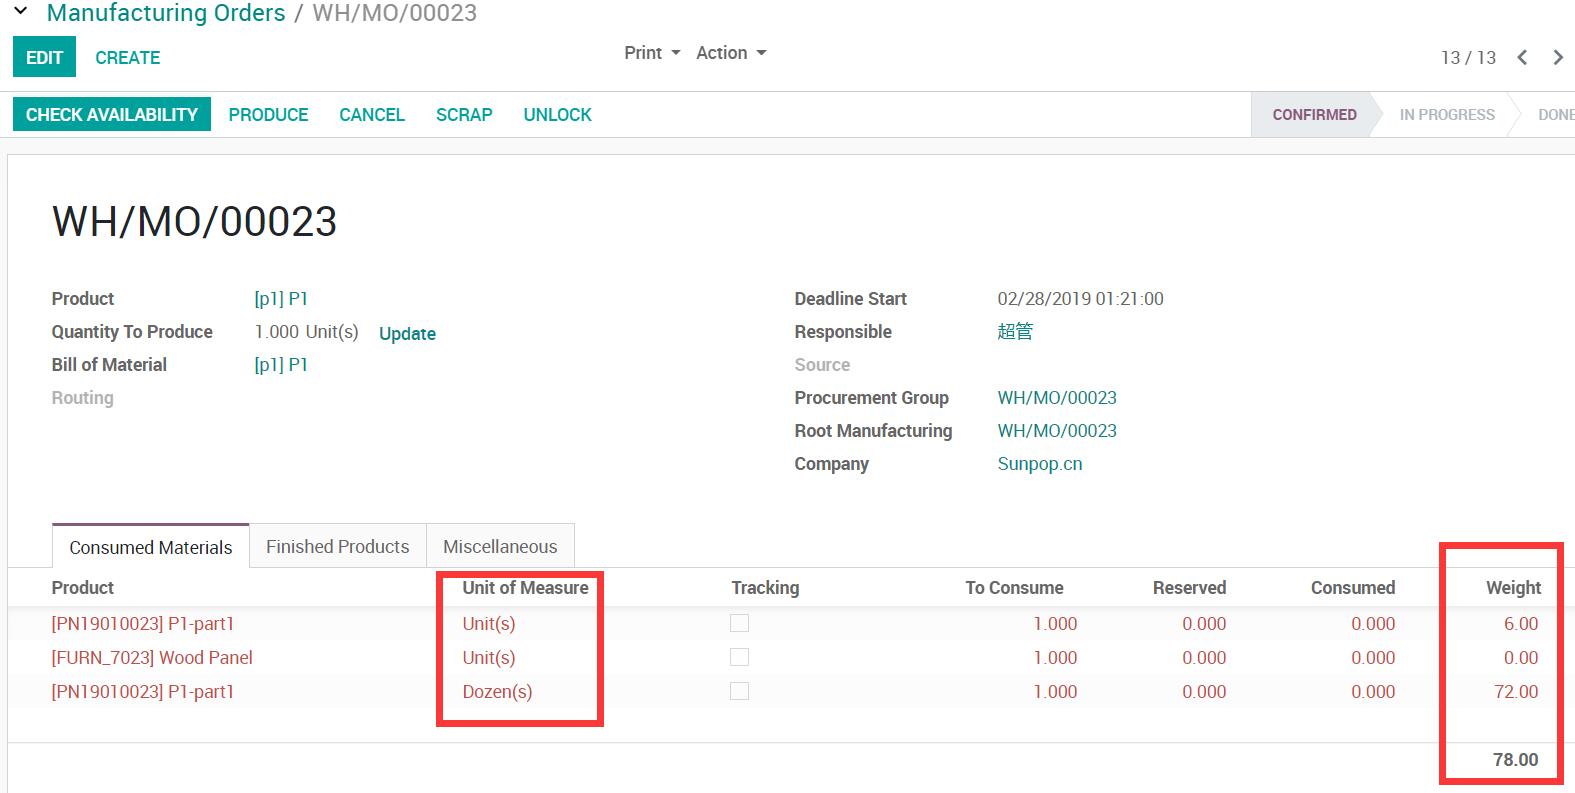 Manufacturing Orders / WH/MO/00023
EDIT CREATE Print Action 13 / 13
CHECK AVAILABILITY PRODUCE CANCEL SCRAP UNLOCK CONFIRMED IN PROGRESS DONE
WH/MO/00023
Product [p1] P1
Quantity To Produce 1.000 Unit(s) Update
Bill of Material [p1] P1
Routing
Deadline Start 02/28/2019 01:21:00
Responsible 超管
Source
Procurement Group WH/MO/00023
Root Manufacturing WH/MO/00023
Company Sunpop.cn
Consumed Materials Finished Products Miscellaneous
Product Unit of Measure Tracking To Consume Reserved Consumed Weight
[PN19010023] P1-part1 Unit(s) 1.000 0.000 0.000 6.00
[FURN_7023] Wood Panel Unit(s) 1.000 0.000 0.000 0.00
[PN19010023] P1-part1 Dozen(s) 1.000 0.000 0.000 72.00
78.00